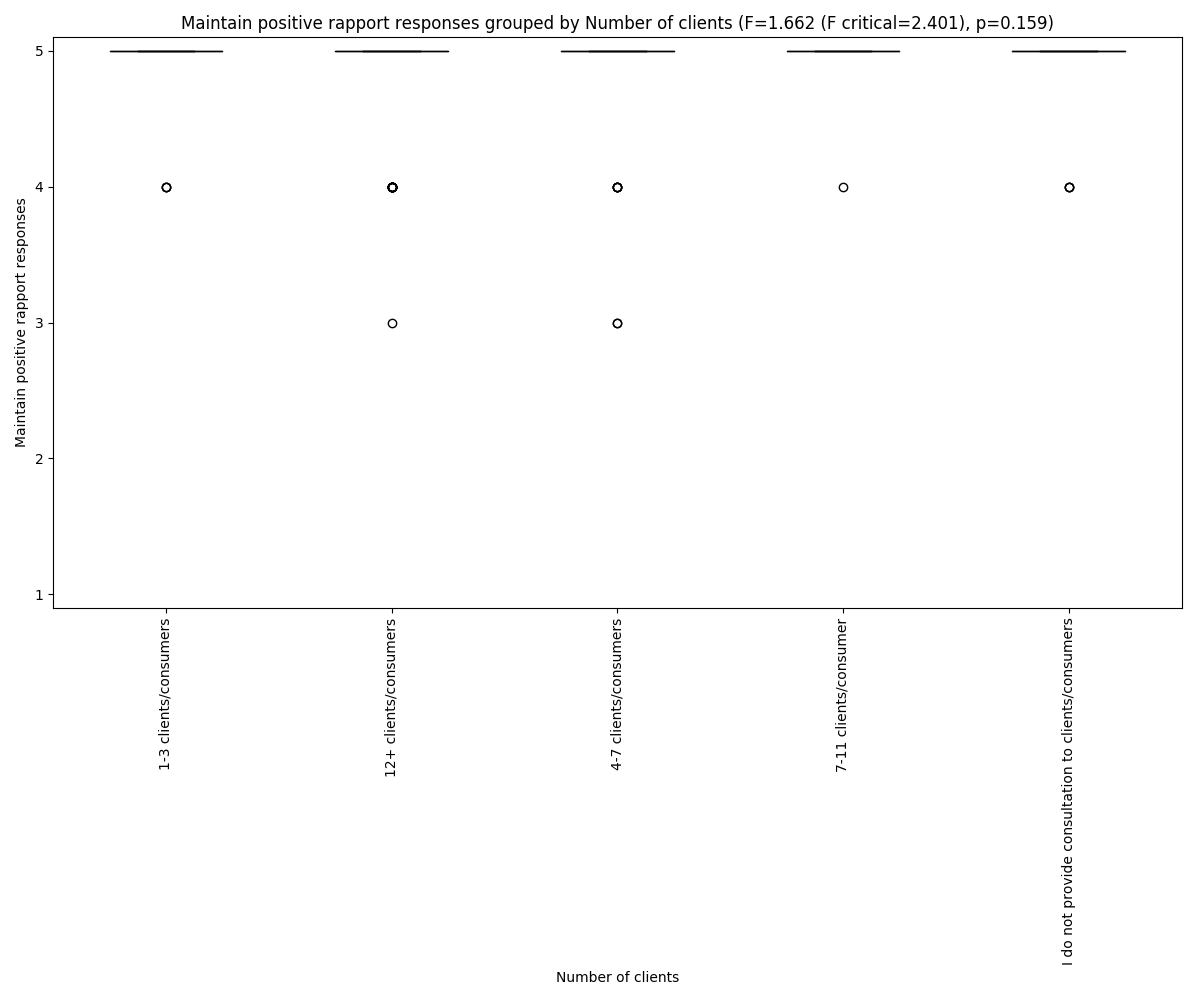 Maintain positive rapport responses grouped by Number of clients (F=1.662 (F critical=2.401), p=0.159)
Maintain positive rapport responses
5
4
3
2
1
1-3 clients/consumers
12+ clients/consumers
4-7 clients/consumers
7-11 clients/consumer
I do not provide consultation to clients/consumers
Number of clients